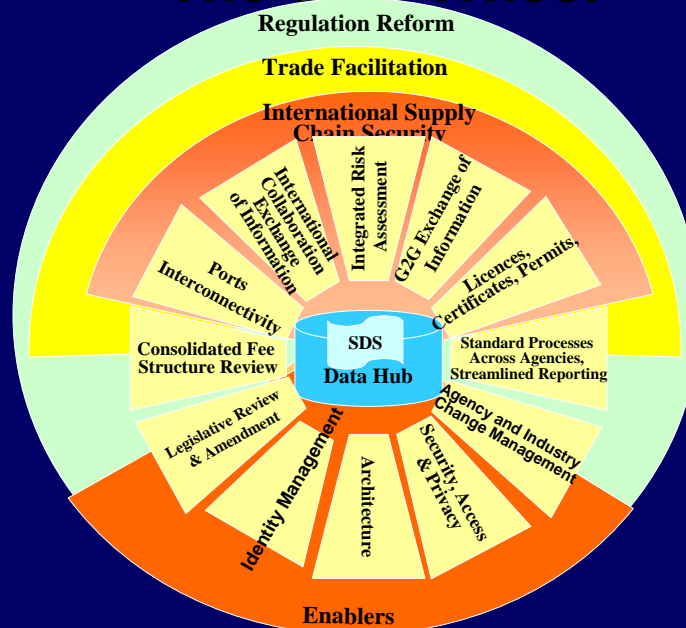 Regulation Reform
Trade Facilitation
International Supply
Chain Security
International
Collaboration
Exchange
of Information
Integrated Risk
Assessment
G2G Exchange of
Information
Ports
Interconnectivity
Licences,
Certificates, Permits,
Consolidated Fee
Structure Review
SDS
Data Hub
Standard Processes
Across Agencies,
Streamlined Reporting
Legislative Review
& Amendment
Identity Management
Architecture
Security, Access
& Privacy
Agency and Industry
Change Management
Enablers